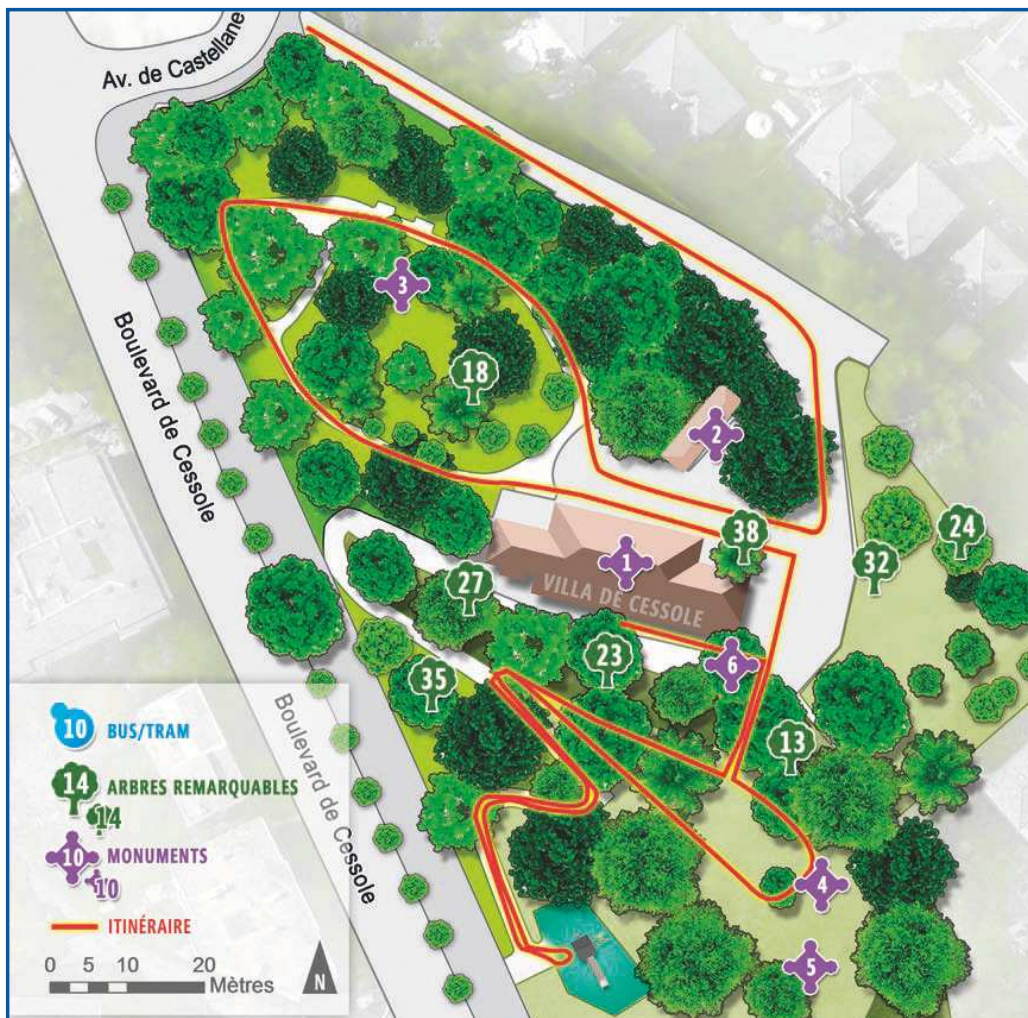 Av. de Castellane
Boulevard de Cessole
3
18
2
38
24
32
1
VILLA DE CESSOLE
27
6
23
35
13
4
5
Boulevard de Cessole
10 BUS/TRAM
14 ARBRES REMARQUABLES
14
10 MONUMENTS
10
ITINÉRAIRE
0 5 10 20
Mètres
N